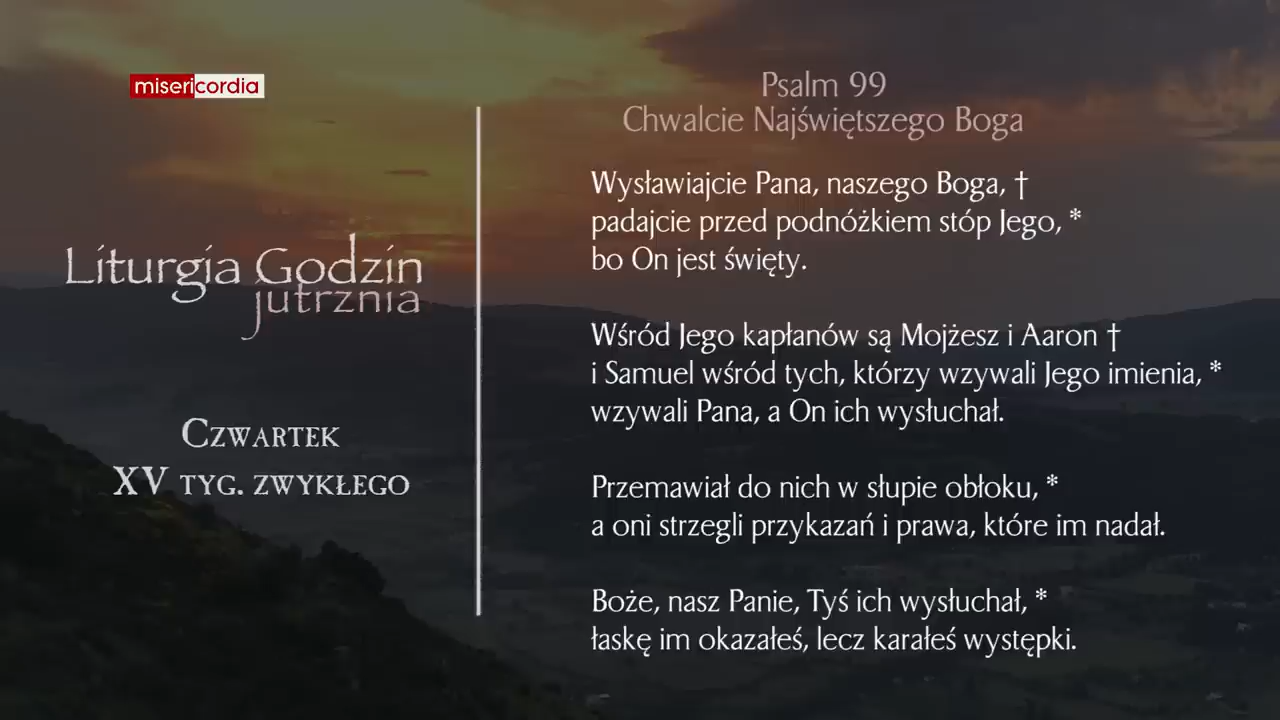 misericordia
Liturgia Godzin
jutrznia
Czwartek
XV tyg. zwykłego
Psalm 99
Chwalcie Najświętszego Boga
Wysławiajcie Pana, naszego Boga, †
padajcie przed podnóżkiem stóp Jego, *
bo On jest święty.
Wśród Jego kapłanów są Mojżesz i Aaron †
i Samuel wśród tych, którzy wzywali Jego imienia, *
wzywali Pana, a On ich wysłuchał.
Przemawiał do nich w słupie obłoku, *
a oni strzegli przykazań i prawa, które im nadał.
Boże, nasz Panie, Tyś ich wysłuchał, *
łaskę im okazałeś, lecz karałeś występki.